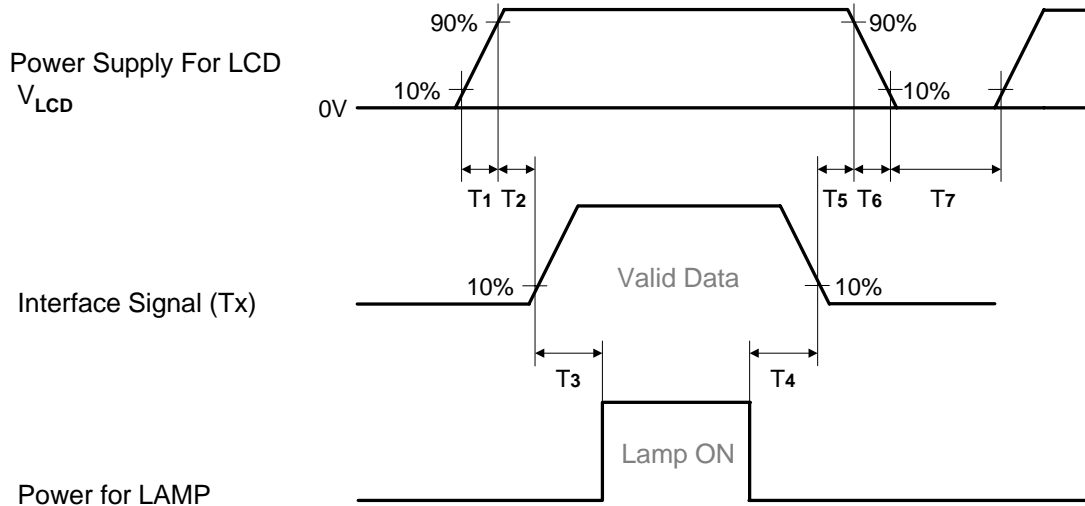 90% 90%
Power Supply For LCD
VLCD
10% 10%
0V
T1 T2 T5 T6 T7
Valid Data
10% 10%
Interface Signal (Tx)
T3 T4
Lamp ON
Power for LAMP